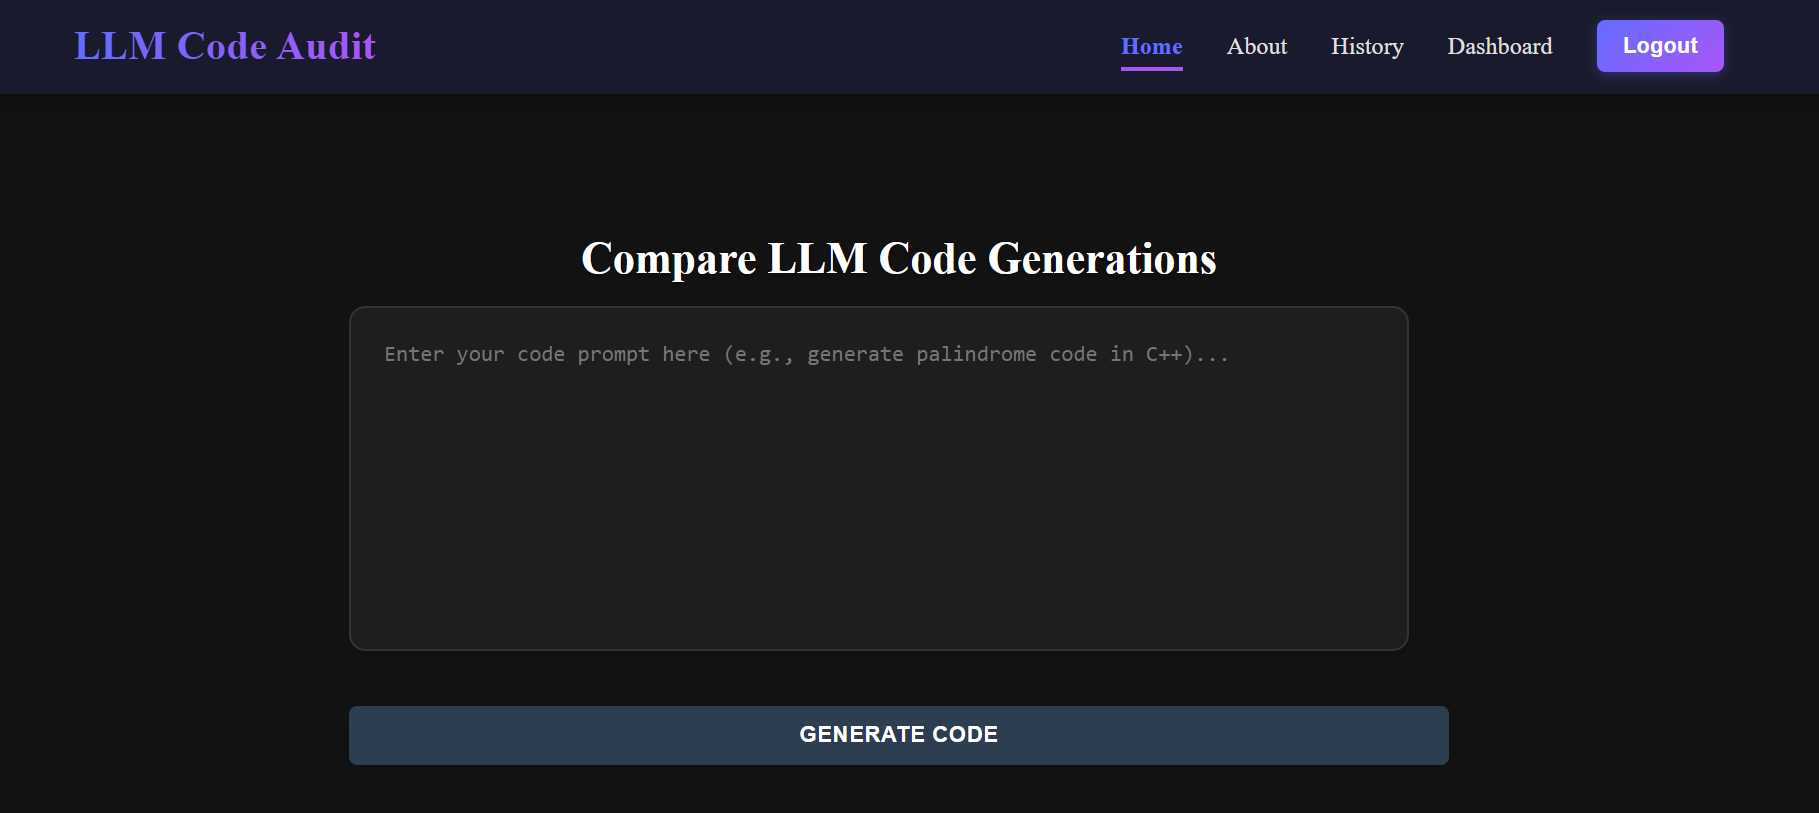 LLM Code Audit
Home About History Dashboard Logout
Compare LLM Code Generations
Enter your code prompt here (e.g., generate palindrome code in C++)...
GENERATE CODE